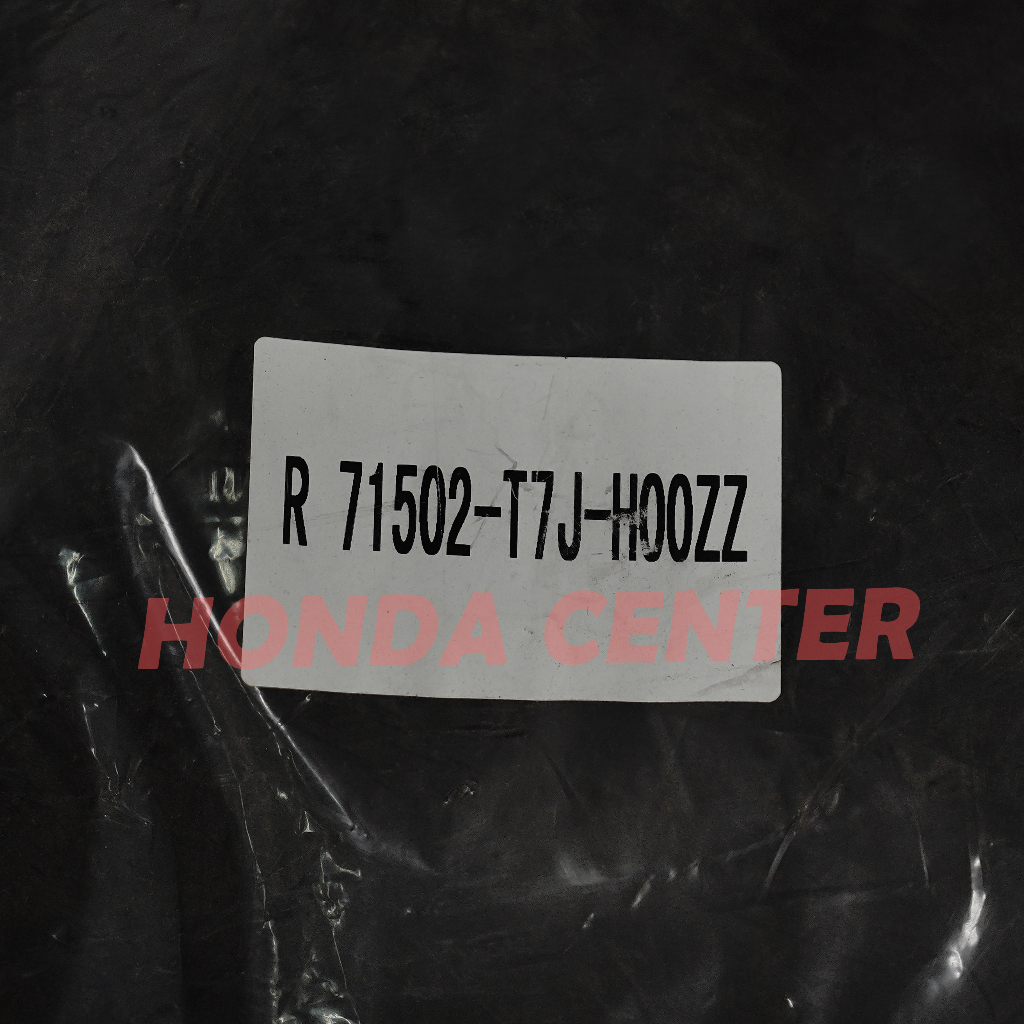 R 71502-T7J-H00ZZ
HONDA CENTER